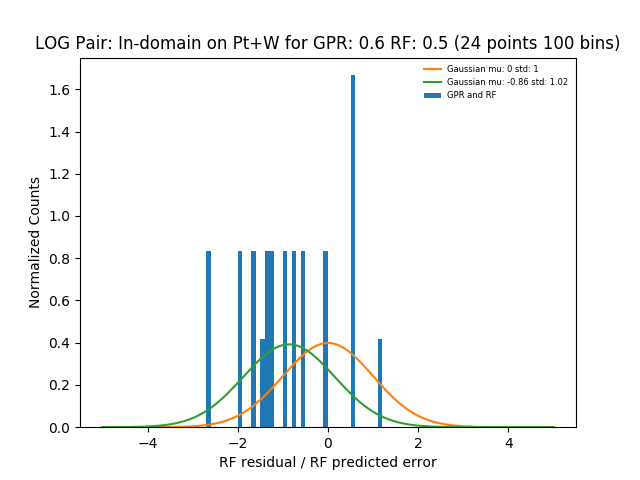 LOG Pair: In-domain on Pt+W for GPR: 0.6 RF: 0.5 (24 points 100 bins)
Gaussian mu: 0 std: 1
Gaussian mu: -0.86 std: 1.02
GPR and RF
Normalized Counts
1.6
1.4
1.2
1.0
0.8
0.6
0.4
0.2
0.0
−4 −2 0 2 4
RF residual / RF predicted error